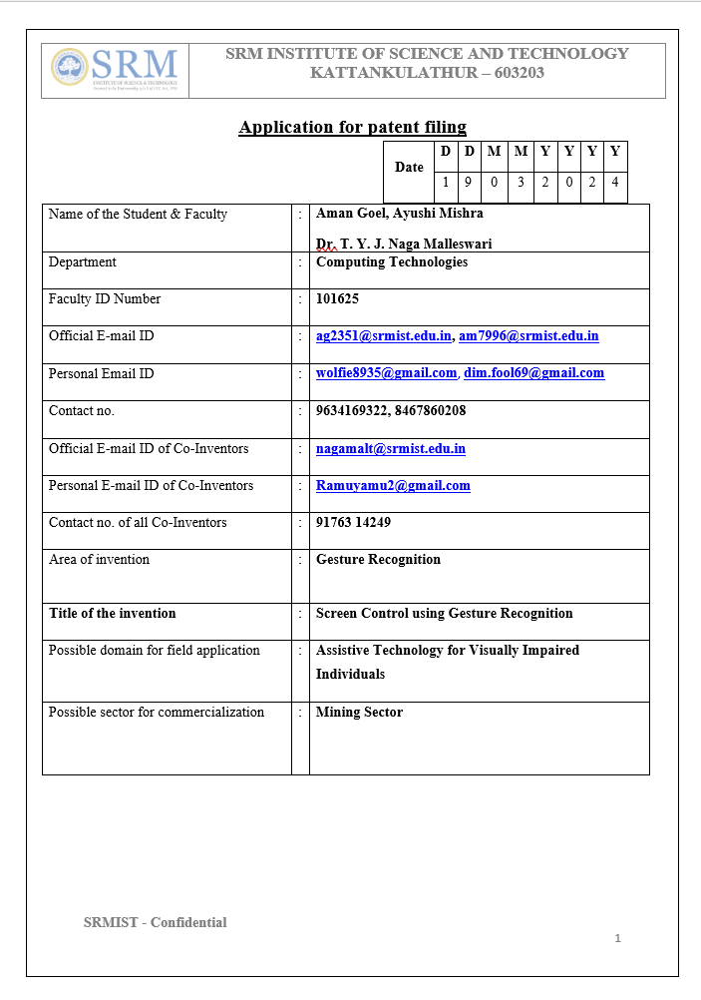 SRM
INSTITUTE OF SCIENCE & TECHNOLOGY
SRM INSTITUTE OF SCIENCE AND TECHNOLOGY
KATTANKULATHUR – 603203
Application for patent filing
Date D D M M Y Y Y Y
1 9 0 3 2 0 2 4
Name of the Student & Faculty : Aman Goel, Ayushi Mishra
Dr. T. Y. J. Naga Malleswari
Department : Computing Technologies
Faculty ID Number : 101625
Official E-mail ID : ag2351@srmist.edu.in, am7996@srmist.edu.in
Personal Email ID : wolfie8935@gmail.com, dim.fool69@gmail.com
Contact no. : 9634169322, 8467860208
Official E-mail ID of Co-Inventors : nagamalt@srmist.edu.in
Personal E-mail ID of Co-Inventors : Ramuyamu2@gmail.com
Contact no. of all Co-Inventors : 91763 14249
Area of invention : Gesture Recognition
Title of the invention : Screen Control using Gesture Recognition
Possible domain for field application : Assistive Technology for Visually Impaired
Individuals
Possible sector for commercialization : Mining Sector
SRMIST - Confidential
1